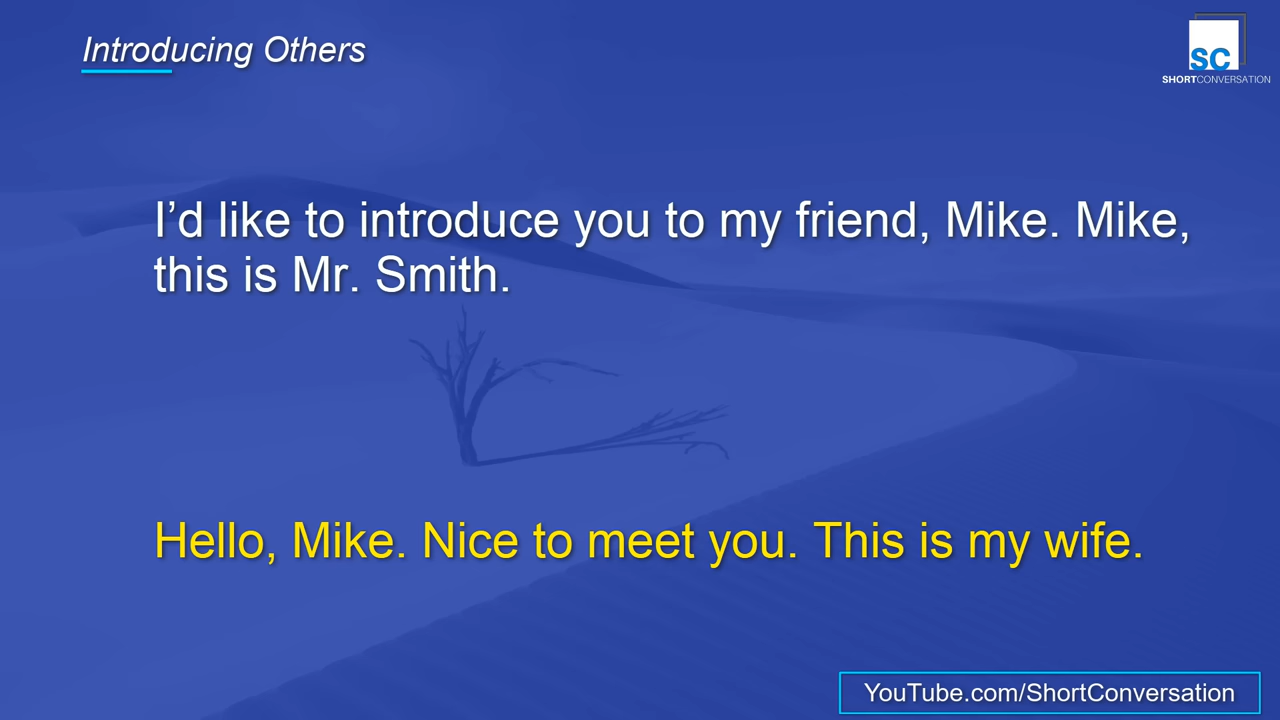 Introducing Others
SC
SHORTCONVERSATION
I’d like to introduce you to my friend, Mike. Mike,
this is Mr. Smith.
Hello, Mike. Nice to meet you. This is my wife.
YouTube.com/ShortConversation